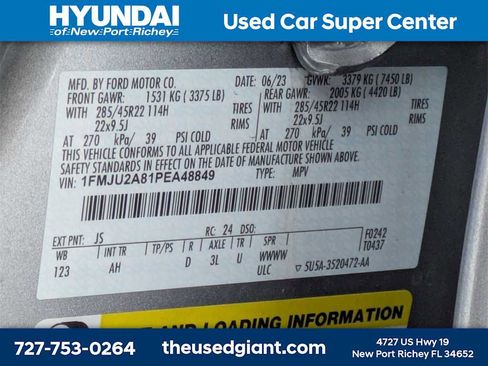 HYUNDAI
of New Port Richey
Used Car Super Center
MFD. BY FORD MOTOR CO.
DATE: 06/23 GVWR: 3379 KG ( 7450 LB)
FRONT GAWR: 1531 KG ( 3375 LB) REAR GAWR: 2005 KG ( 4420 LB)
WITH 285/45R22 114H TIRES WITH 285/45R22 114H TIRES
22x9.5J RIMS 22x9.5J RIMS
AT 270 kPa/ 39 PSI COLD AT 270 kPa/ 39 PSI COLD
THIS VEHICLE CONFORMS TO ALL APPLICABLE FEDERAL MOTOR VEHICLE
SAFETY STANDARDS IN EFFECT ON THE DATE OF MANUFACTURE SHOWN ABOVE.
VIN: 1FMJU2A81PEA48849 TYPE: MPV
EXT PNT: JS RC: 24 DSO: F0242
WB INT TR TP/PS R AXLE TR SPR T0437
123 AH D 3L U WWWW
ULC ▽ 5U5A-3520472-AA
AND LOADING INFORMATION
727-753-0264
theusedgiant.com
4727 US Hwy 19
New Port Richey FL 34652